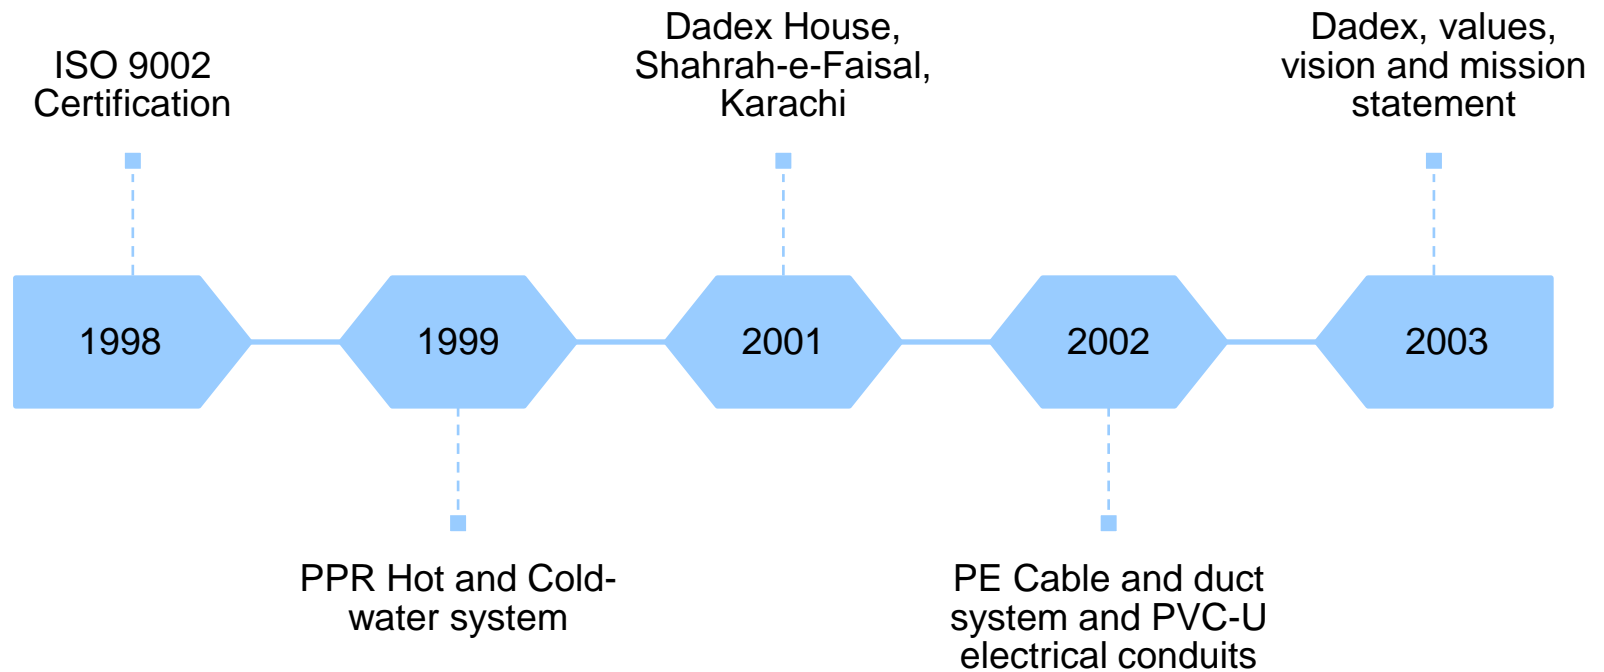 ISO 9002
Certification
Dadex House,
Shahrah-e-Faisal,
Karachi
Dadex, values,
vision and mission
statement
1998
1999
2001
2002
2003
PPR Hot and Cold-
water system
PE Cable and duct
system and PVC-U
electrical conduits